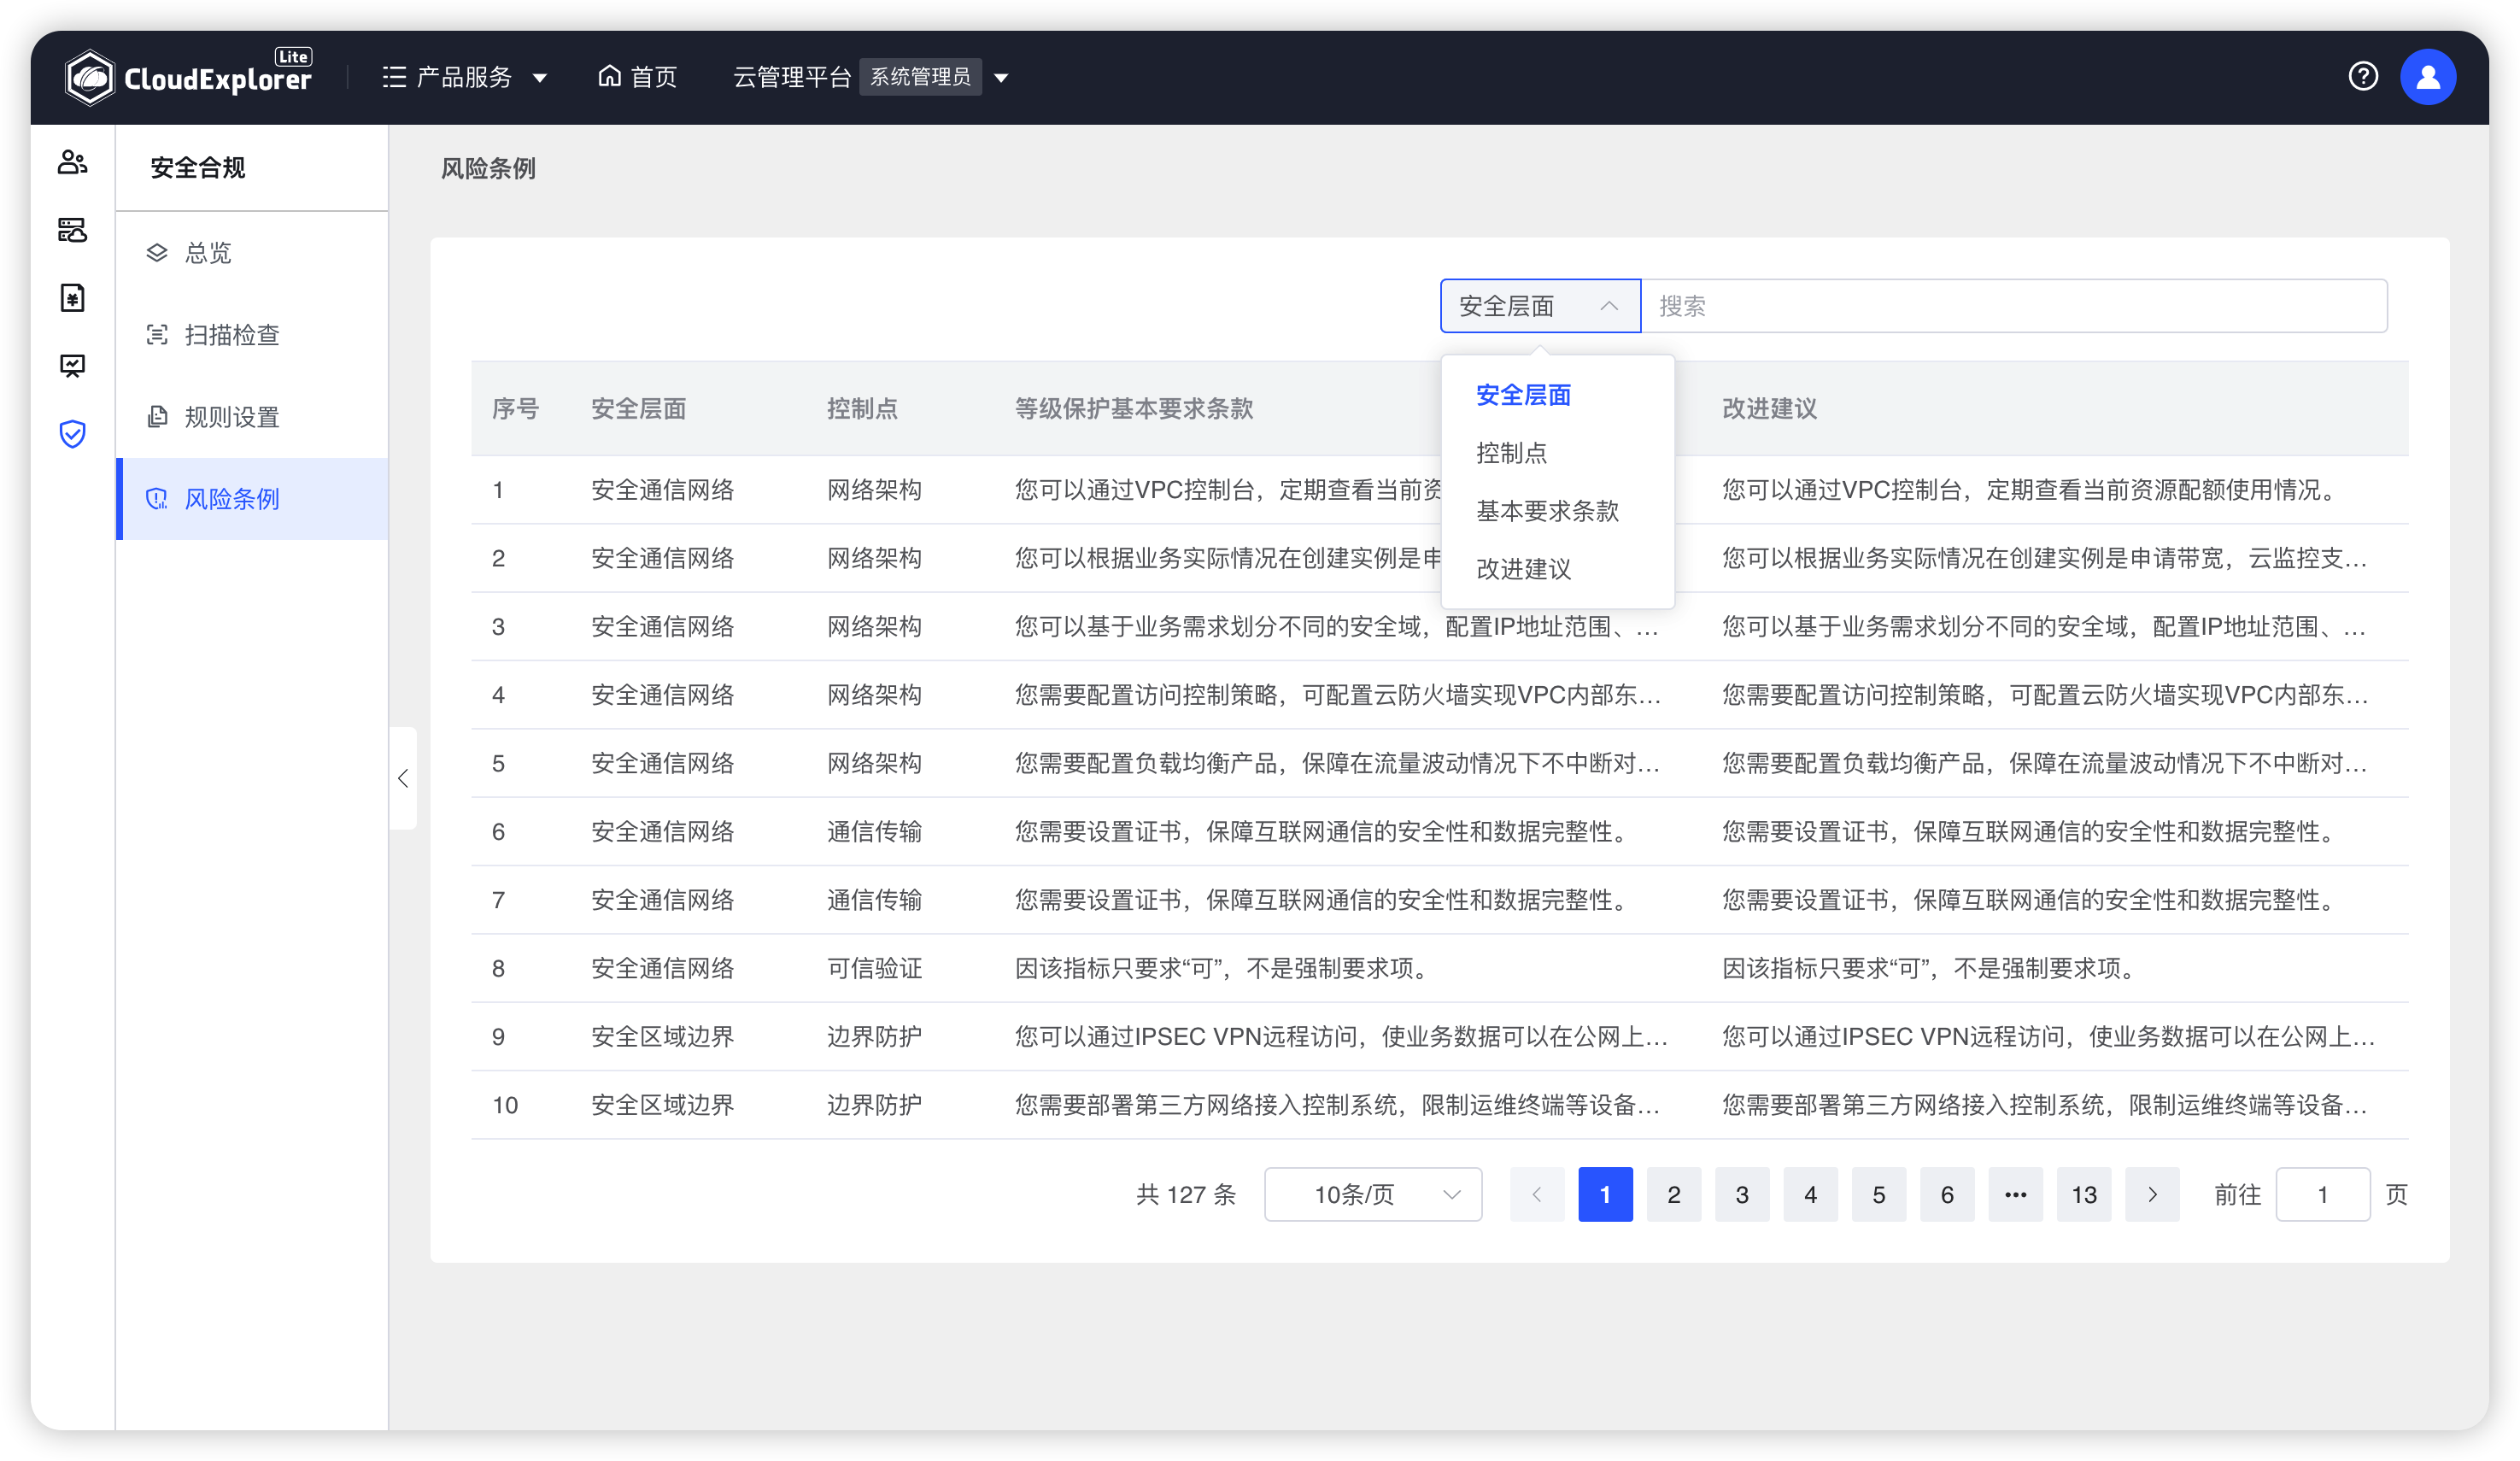 CloudExplorer Lite 产品服务 首页 云管理平台 系统管理员
安全合规
总览
扫描检查
规则设置
风险条例
风险条例
安全层面 搜索
安全层面
控制点
基本要求条款
改进建议
序号 安全层面 控制点 等级保护基本要求条款 改进建议
1 安全通信网络 网络架构 您可以通过VPC控制台，定期查看当前资 您可以通过VPC控制台，定期查看当前资源配额使用情况。
2 安全通信网络 网络架构 您可以根据业务实际情况在创建实例是申 您可以根据业务实际情况在创建实例是申请带宽，云监控支...
3 安全通信网络 网络架构 您可以基于业务需求划分不同的安全域，配置IP地址范围、... 您可以基于业务需求划分不同的安全域，配置IP地址范围、...
4 安全通信网络 网络架构 您需要配置访问控制策略，可配置云防火墙实现VPC内部东... 您需要配置访问控制策略，可配置云防火墙实现VPC内部东...
5 安全通信网络 网络架构 您需要配置负载均衡产品，保障在流量波动情况下不中断对... 您需要配置负载均衡产品，保障在流量波动情况下不中断对...
6 安全通信网络 通信传输 您需要设置证书，保障互联网通信的安全性和数据完整性。 您需要设置证书，保障互联网通信的安全性和数据完整性。
7 安全通信网络 通信传输 您需要设置证书，保障互联网通信的安全性和数据完整性。 您需要设置证书，保障互联网通信的安全性和数据完整性。
8 安全通信网络 可信验证 因该指标只要求“可”，不是强制要求项。 因该指标只要求“可”，不是强制要求项。
9 安全区域边界 边界防护 您可以通过IPSEC VPN远程访问，使业务数据可以在公网上... 您可以通过IPSEC VPN远程访问，使业务数据可以在公网上...
10 安全区域边界 边界防护 您需要部署第三方网络接入控制系统，限制运维终端等设备... 您需要部署第三方网络接入控制系统，限制运维终端等设备...
共 127 条 10条/页 1 2 3 4 5 6 ••• 13 前往 1 页